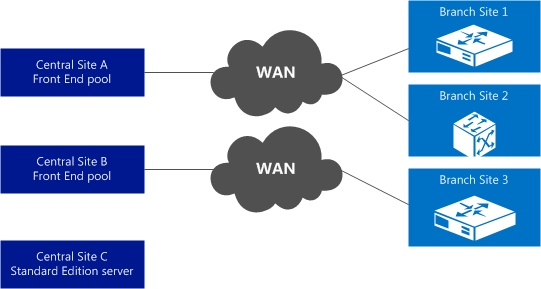 Central Site A
Front End pool
WAN
Branch Site 1
Branch Site 2
Central Site B
Front End pool
WAN
Branch Site 3
Central Site C
Standard Edition server